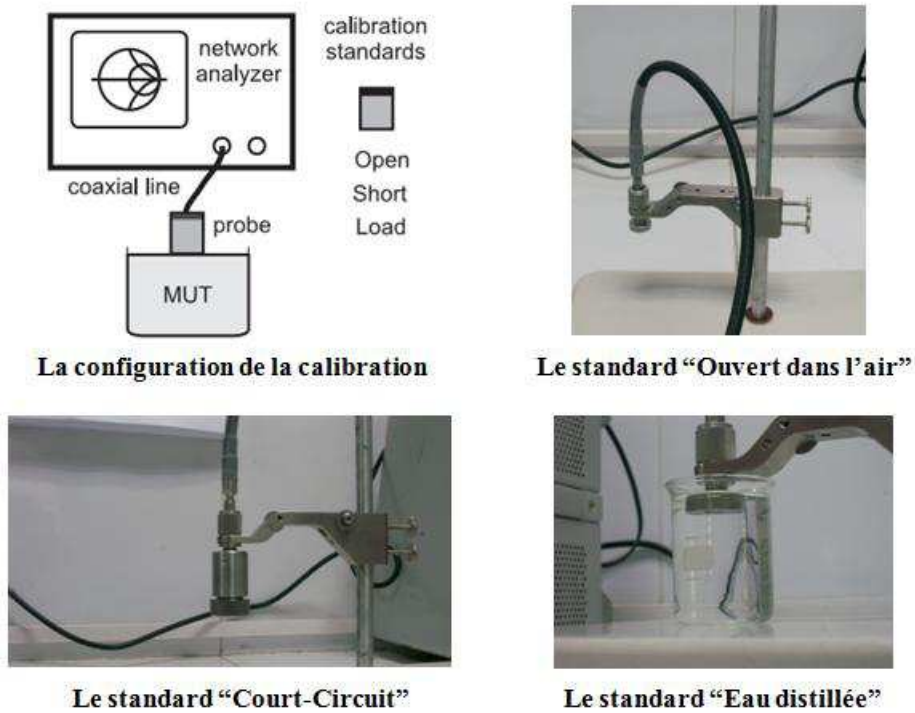 network
analyzer
calibration
standards
Open
Short
Load
coaxial line
probe
MUT
La configuration de la calibration
Le standard “Ouvert dans l’air”
Le standard “Court-Circuit”
Le standard “Eau distillée”